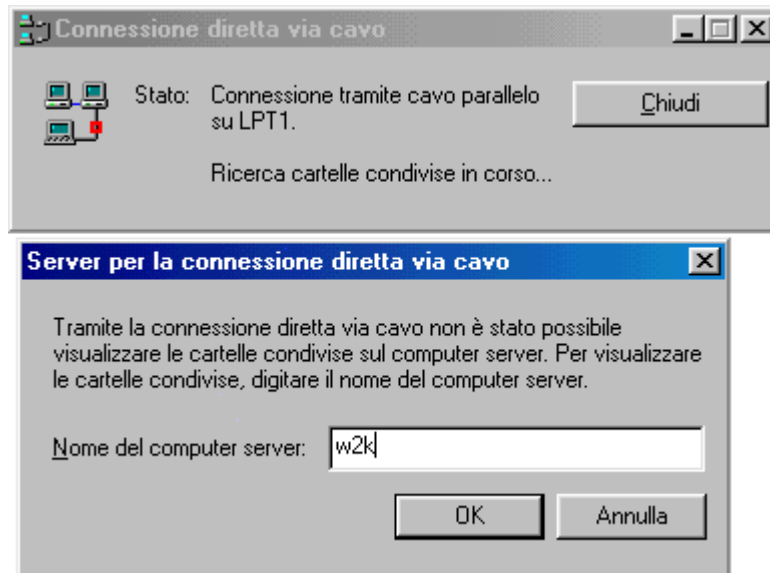 Connessione diretta via cavo
Stato: Connessione tramite cavo parallelo
su LPT1.
Chiudi
Ricerca cartelle condivise in corso...
Server per la connessione diretta via cavo
Tramite la connessione diretta via cavo non è stato possibile
visualizzare le cartelle condivise sul computer server. Per visualizzare
le cartelle condivise, digitare il nome del computer server.
Nome del computer server: w2k
OK Annulla